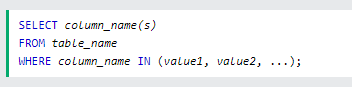 SELECT column_name(s)
FROM table_name
WHERE column_name IN (value1, value2, ...);